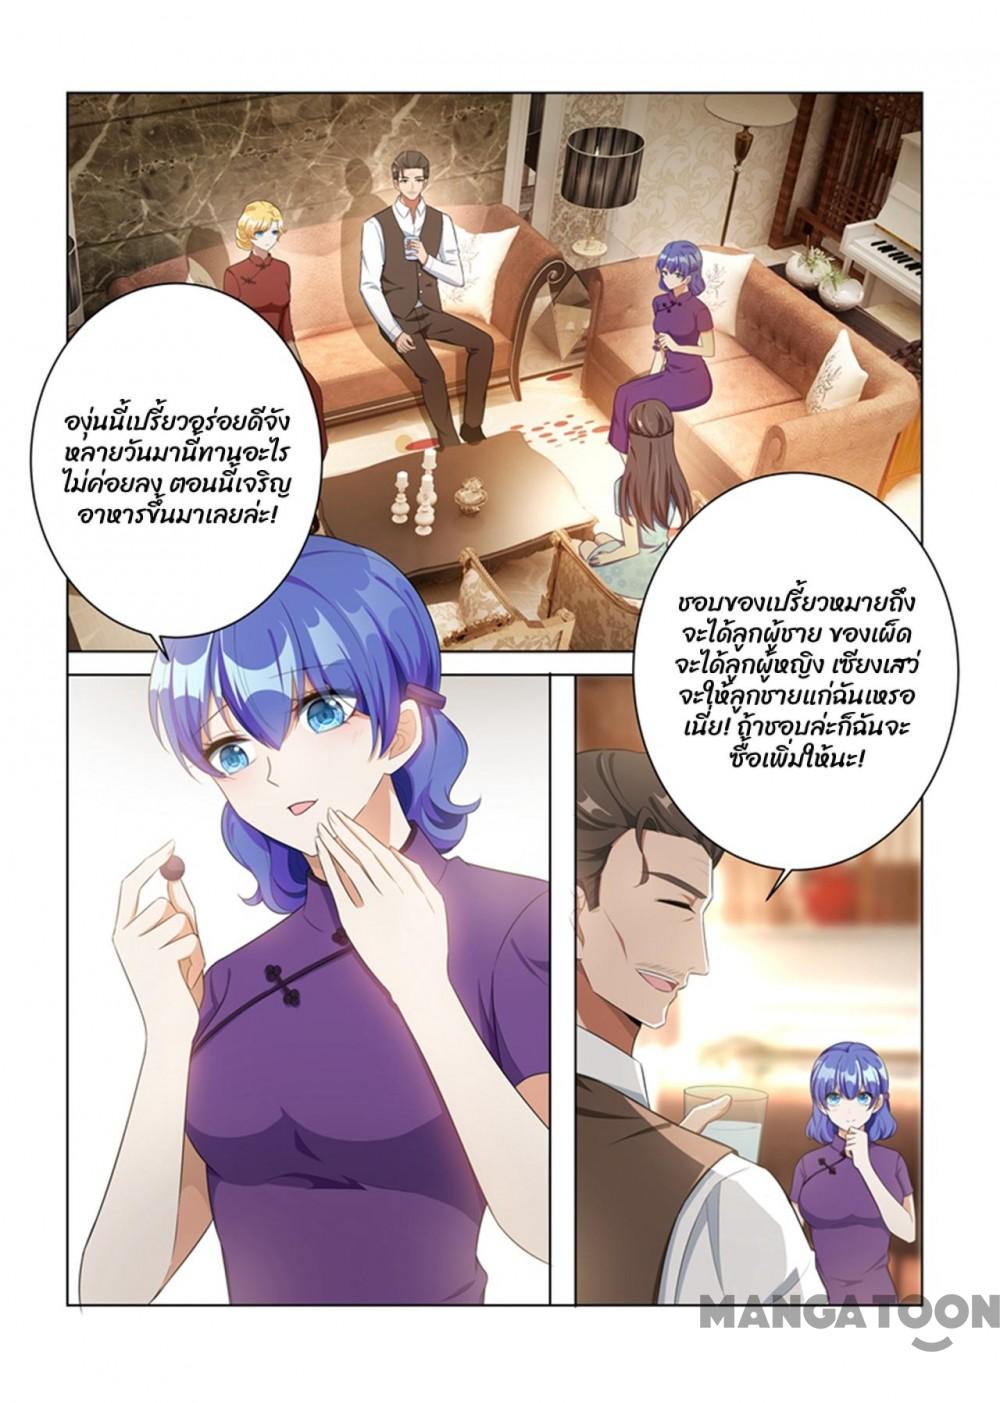 องุ่นนี้เปรี้ยวอร่อยดีจัง
หลายวันมานี้ทานอะไร
ไม่ค่อยลง ตอนนี้เจริญ
อาหารขึ้นมาเลยล่ะ!
ชอบของเปรี้ยวหมายถึง
จะได้ลูกผู้ชาย ของเผ็ด
จะได้ลูกผู้หญิง เซียงเสว่
จะให้ลูกชายแก่ฉันเหรอ
เนี่ย! ถ้าชอบล่ะก็ฉันจะ
ซื้อเพิ่มให้นะ!
MANGATOON